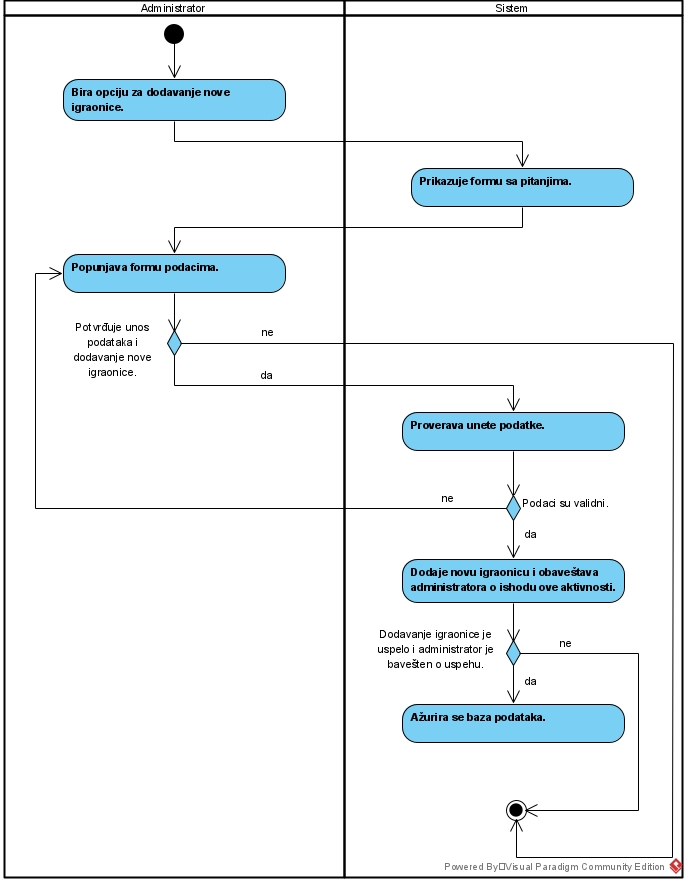 Administrator
Sistem
Bira opciju za dodavanje nove
igraonice.
Prikazuje formu sa pitanjima.
Popunjava formu podacima.
Potvrđuje unos
podataka i
dodavanje nove
igraonice.
ne
da
Proverava unete podatke.
ne
Podaci su validni.
da
Dodaje novu igraonicu i obaveštava
administratora o ishodu ove aktivnosti.
Dodavanje igraonice je
uspelo i administrator je
bavešten o uspehu.
ne
da
Ažurira se baza podataka.
Powered By□Visual Paradigm Community Edition